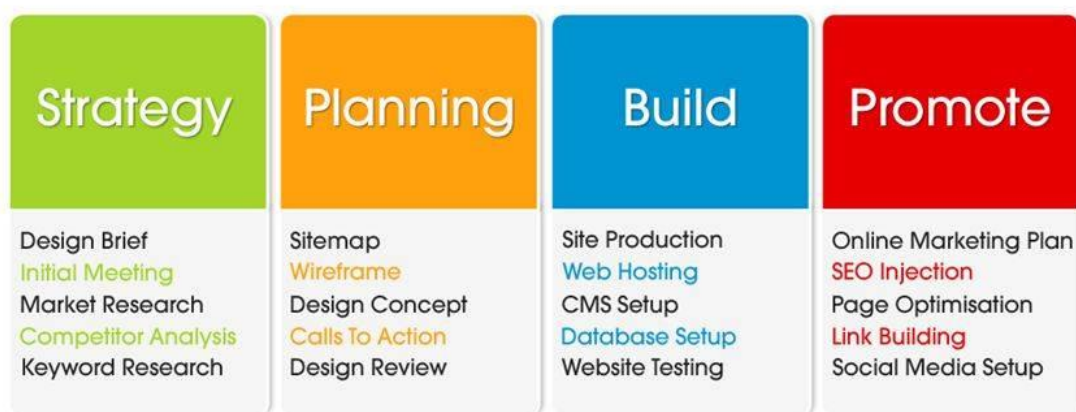 Strategy
Design Brief
Initial Meeting
Market Research
Competitor Analysis
Keyword Research
Planning
Sitemap
Wireframe
Design Concept
Calls To Action
Design Review
Build
Site Production
Web Hosting
CMS Setup
Database Setup
Website Testing
Promote
Online Marketing Plan
SEO Injection
Page Optimisation
Link Building
Social Media Setup